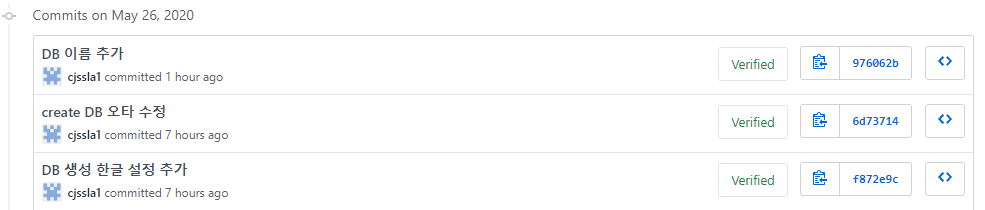 Commits on May 26, 2020
DB 이름 추가
cjssla1 committed 1 hour ago
Verified
976062b
create DB 오타 수정
cjssla1 committed 7 hours ago
Verified
6d73714
DB 생성 한글 설정 추가
cjssla1 committed 7 hours ago
Verified
f872e9c